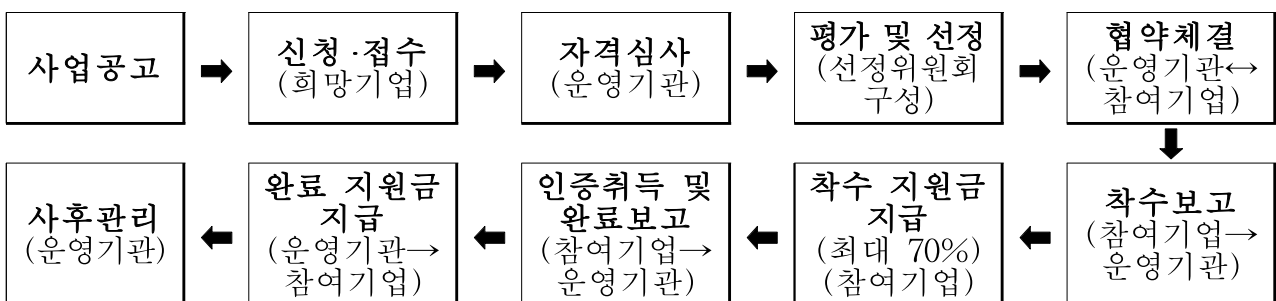 사업공고
신청·접수
(희망기업)
자격심사
(운영기관)
평가 및 선정
(선정위원회
구성)
협약체결
(운영기관↔
참여기업)
착수보고
(참여기업→
운영기관)
착수 지원금
지급
(최대 70%)
(참여기업)
인증취득 및
완료보고
(참여기업→
운영기관)
완료 지원금
지급
(운영기관→
참여기업)
사후관리
(운영기관)